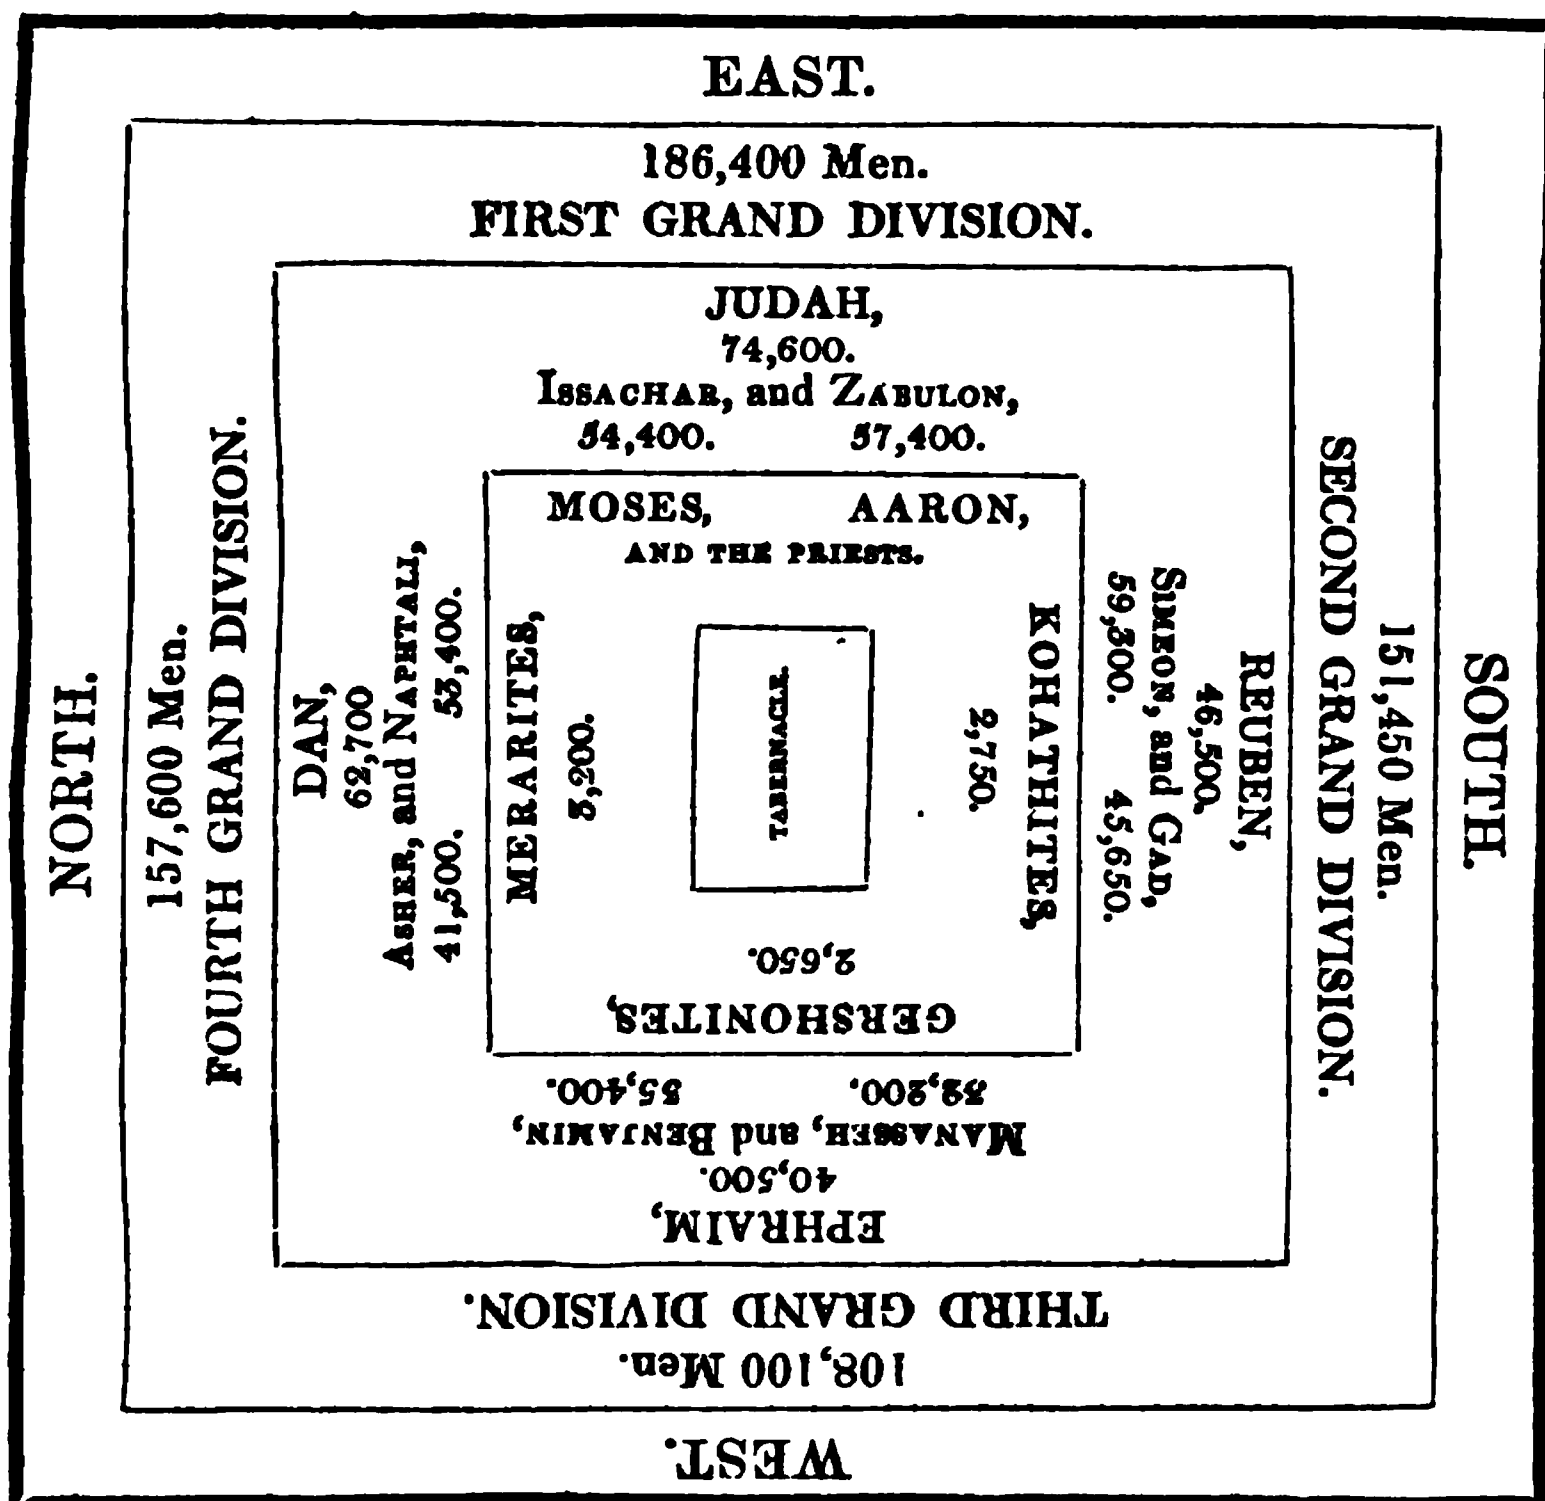 EAST.
186,400 Men.
FIRST GRAND DIVISION.
JUDAH,
74,600.
ISSACHAR, and ZABULON,
54,400. 57,400.
MOSES, AARON,
AND THE PRIESTS.
TABERNACLE.
KOHATHITES,
2,750.
GERSHONITES,
2,650.
MERARITES,
3,200.
SOUTH.
151,450 Men.
SECOND GRAND DIVISION.
REUBEN,
46,500.
SIMEON, and GAD,
59,300. 45,650.
WEST.
108,100 Men.
THIRD GRAND DIVISION.
EPHRAIM,
40,500.
MANASSEH, and BENJAMIN,
32,200. 35,400.
NORTH.
157,600 Men.
FOURTH GRAND DIVISION.
DAN,
62,700
ASHER, and NAPHTALI,
41,500. 53,400.